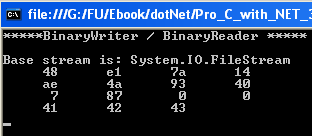 file:///G:/FU/Ebook/dotNet/Pro_C_with_NET_3
*****BinaryWriter / BinaryReader *****
Base stream is: System.IO.FileStream
48 e1 7a 14
ae 4a 93 40
7 87 0 0
41 42 43